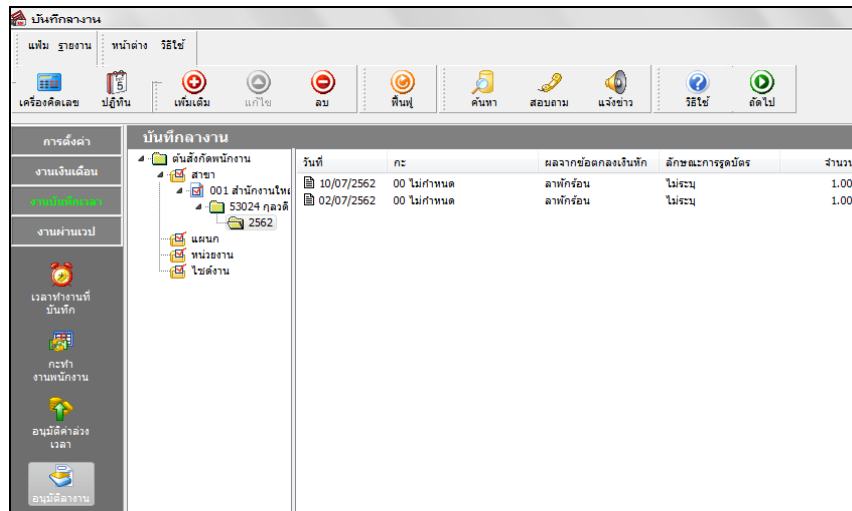 บันทึกลางาน
แฟ้ม รายงาน หน้าต่าง วิธีใช้
5
เครื่องคิดเลข ปฏิทิน เพิ่มเติม แก้ไข ลบ ฟื้นฟู ค้นหา สอบถาม แจ้งข่าว วิธีใช้ ถัดไป
การตั้งค่า
งานเงินเดือน
งานบันทึกเวลา
งานผ่านเวป
เวลาทำงานที่
บันทึก
กะทำ
งานพนักงาน
อนุมัติค่าล่วง
เวลา
อนุมัติลางาน
บันทึกลางาน
ต้นสังกัดพนักงาน
สาขา
001 สำนักงานใหญ่
53024 กุลวดี
2562
แผนก
หน่วยงาน
ไซด์งาน
วันที่ กะ ผลจากข้อตกลงเงินหัก ลักษณะการรูดบัตร จำนวน
10/07/2562 00 ไม่กำหนด ลาพักร้อน ไม่ระบุ 1.00
02/07/2562 00 ไม่กำหนด ลาพักร้อน ไม่ระบุ 1.00